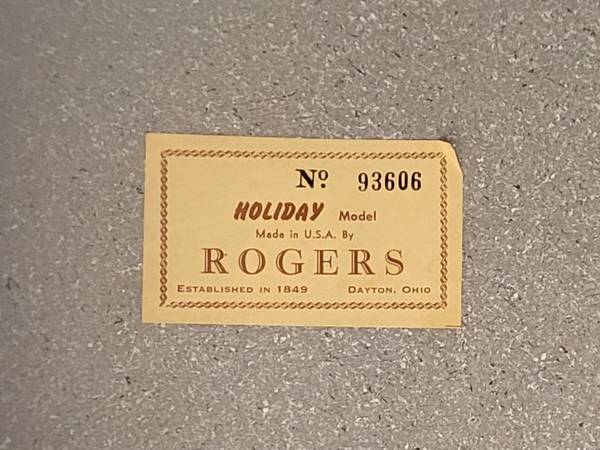 Nº 93606
HOLIDAY Model
Made in U.S.A. By
ROGERS
ESTABLISHED IN 1849 DAYTON, OHIO